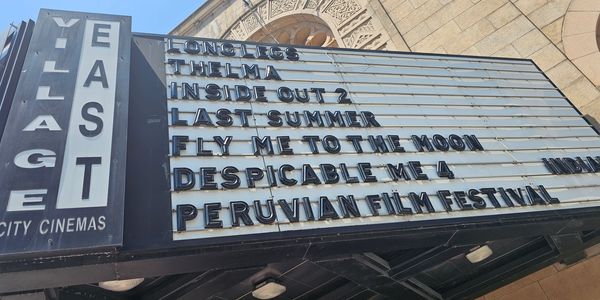 VILLAGE
EAST
CITY CINEMAS
LONGLEGS
THELMA
INSIDE OUT 2
LAST SUMMER
FLY ME TO THE MOON
DESPICABLE ME 4
PERUVIAN FILM FESTIVAL
INDIAN